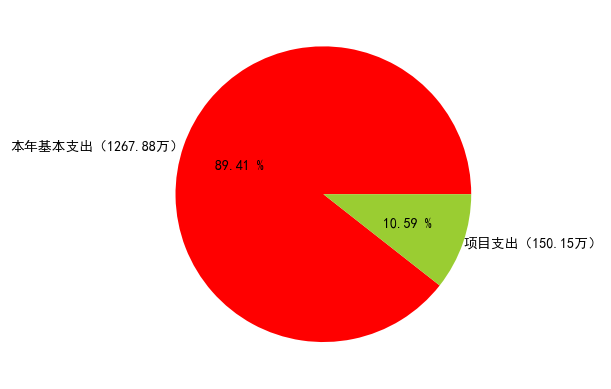 本年基本支出（1267.88万）
89.41 %
10.59 %
项目支出（150.15万）